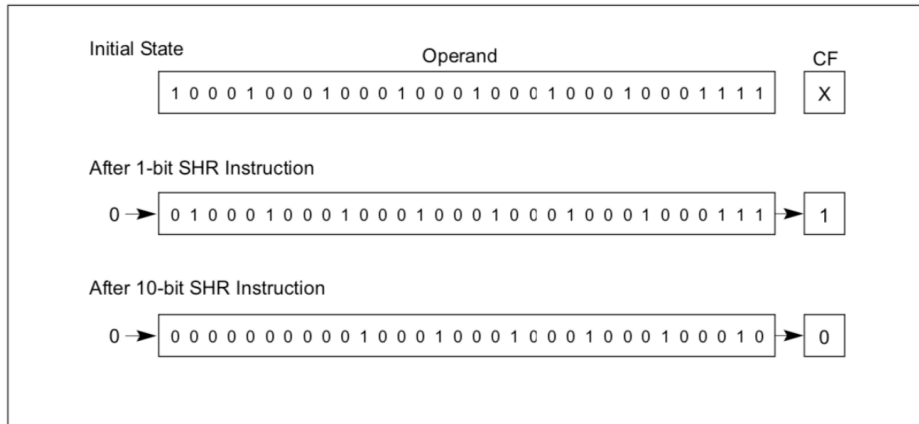 Initial State
Operand
CF
1 0 0 0 1 0 0 0 1 0 0 0 1 0 0 0 1 0 0 0 1 0 0 0 1 0 0 0 1 1 1 1 X
After 1-bit SHR Instruction
0 0 1 0 0 0 1 0 0 0 1 0 0 0 1 0 0 0 1 0 0 0 1 0 0 0 1 0 0 0 1 1 1 1
After 10-bit SHR Instruction
0 0 0 0 0 0 0 0 0 0 0 1 0 0 0 1 0 0 0 1 0 0 0 1 0 0 0 1 0 0 0 1 0 0